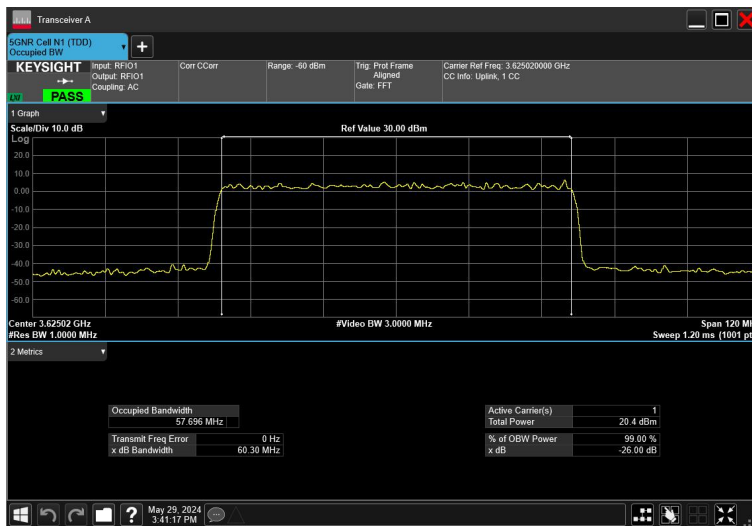 Transceiver A
5GNR Cell N1 (TDD)
Occupied BW
KEYSIGHT
LXI
PASS
Input: RFIO1
Output: RFIO1
Coupling: AC
Corr CCorr
Range: -60 dBm
Trig: Prot Frame
Aligned
Gate: FFT
Carrier Ref Freq: 3.625020000 GHz
CC Info: Uplink, 1 CC
1 Graph
Scale/Div 10.0 dB
Ref Value 30.00 dBm
Log
20.0
10.0
0.00
-10.0
-20.0
-30.0
-40.0
-50.0
-60.0
Center 3.62502 GHz
#Video BW 3.0000 MHz
Span 120 MH
#Res BW 1.0000 MHz
Sweep 1.20 ms (1001 pt
2 Metrics
Occupied Bandwidth
57.696 MHz
Transmit Freq Error 0 Hz
x dB Bandwidth 60.30 MHz
Active Carrier(s) 1
Total Power 20.4 dBm
% of OBW Power 99.00 %
x dB -26.00 dB
?
May 29, 2024
3:41:17 PM